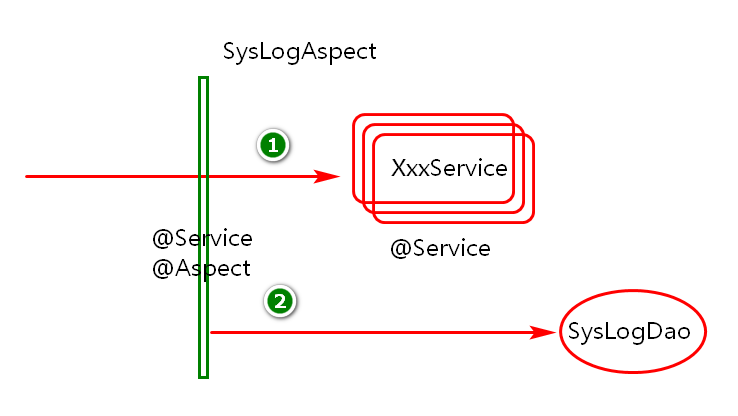 SysLogAspect
1
XxxService
@Service
@Aspect
@Service
2
SysLogDao